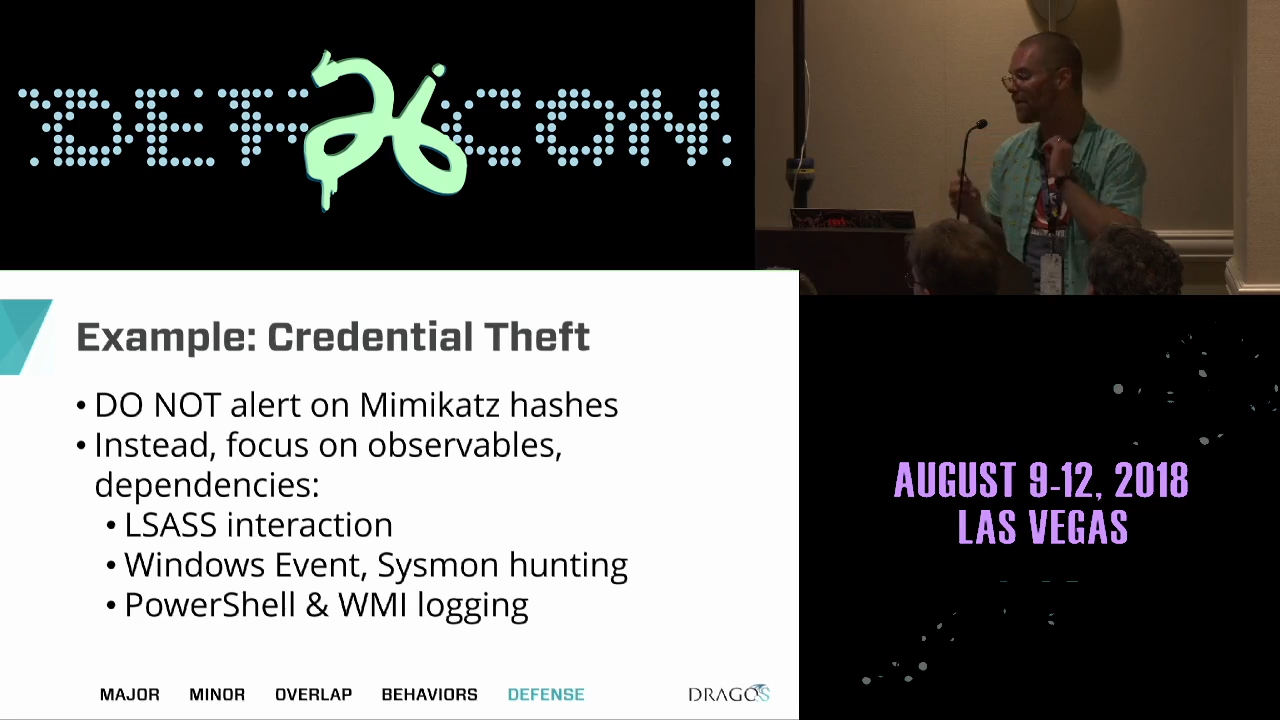 DEF 26 CON
Example: Credential Theft
• DO NOT alert on Mimikatz hashes
• Instead, focus on observables,
dependencies:
• LSASS interaction
• Windows Event, Sysmon hunting
• PowerShell & WMI logging
MAJOR MINOR OVERLAP BEHAVIORS DEFENSE
DRAGOS
AUGUST 9-12, 2018
LAS VEGAS